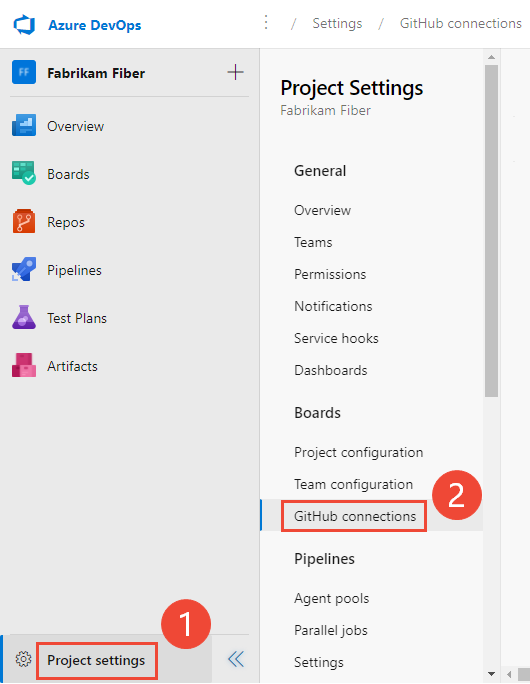 Azure DevOps
⋮ / Settings / GitHub connections
FF Fabrikam Fiber +
Overview
Boards
Repos
Pipelines
Test Plans
Artifacts
1
Project settings
Project Settings
Fabrikam Fiber
General
Overview
Teams
Permissions
Notifications
Service hooks
Dashboards
Boards
Project configuration
Team configuration
2
GitHub connections
Pipelines
Agent pools
Parallel jobs
Settings